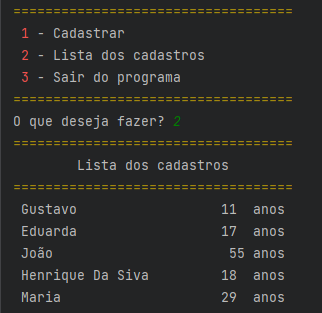 ===================================
1 - Cadastrar
2 - Lista dos cadastros
3 - Sair do programa
===================================
O que deseja fazer? 2
===================================
Lista dos cadastros
===================================
Gustavo 11 anos
Eduarda 17 anos
João 55 anos
Henrique Da Siva 18 anos
Maria 29 anos